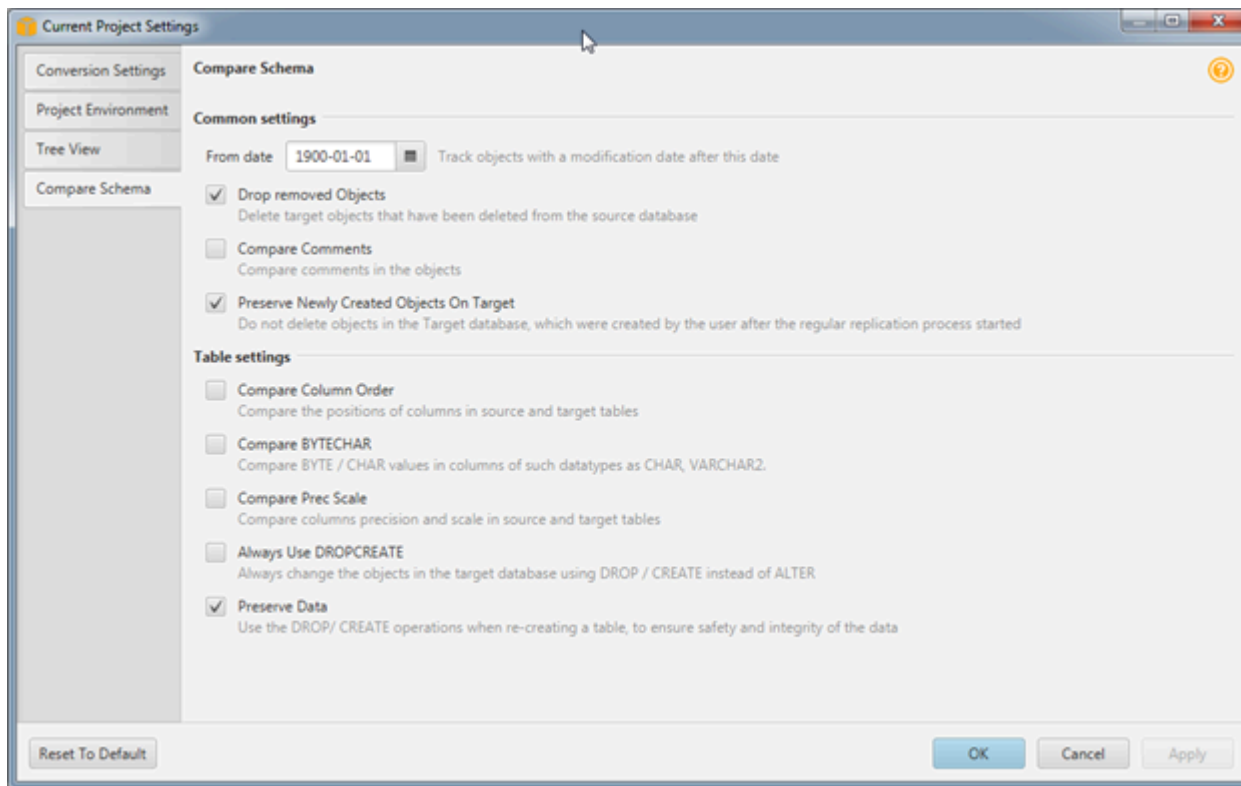 Current Project Settings
Conversion Settings
Project Environment
Tree View
Compare Schema
Compare Schema
Common settings
From date 1900-01-01 Track objects with a modification date after this date
Drop removed Objects
Delete target objects that have been deleted from the source database
Compare Comments
Compare comments in the objects
Preserve Newly Created Objects On Target
Do not delete objects in the Target database, which were created by the user after the regular replication process started
Table settings
Compare Column Order
Compare the positions of columns in source and target tables
Compare BYTECHAR
Compare BYTE / CHAR values in columns of such datatypes as CHAR, VARCHAR2.
Compare Prec Scale
Compare columns precision and scale in source and target tables
Always Use DROPCREATE
Always change the objects in the target database using DROP / CREATE instead of ALTER
Preserve Data
Use the DROP/ CREATE operations when re-creating a table, to ensure safety and integrity of the data
Reset To Default OK Cancel Apply